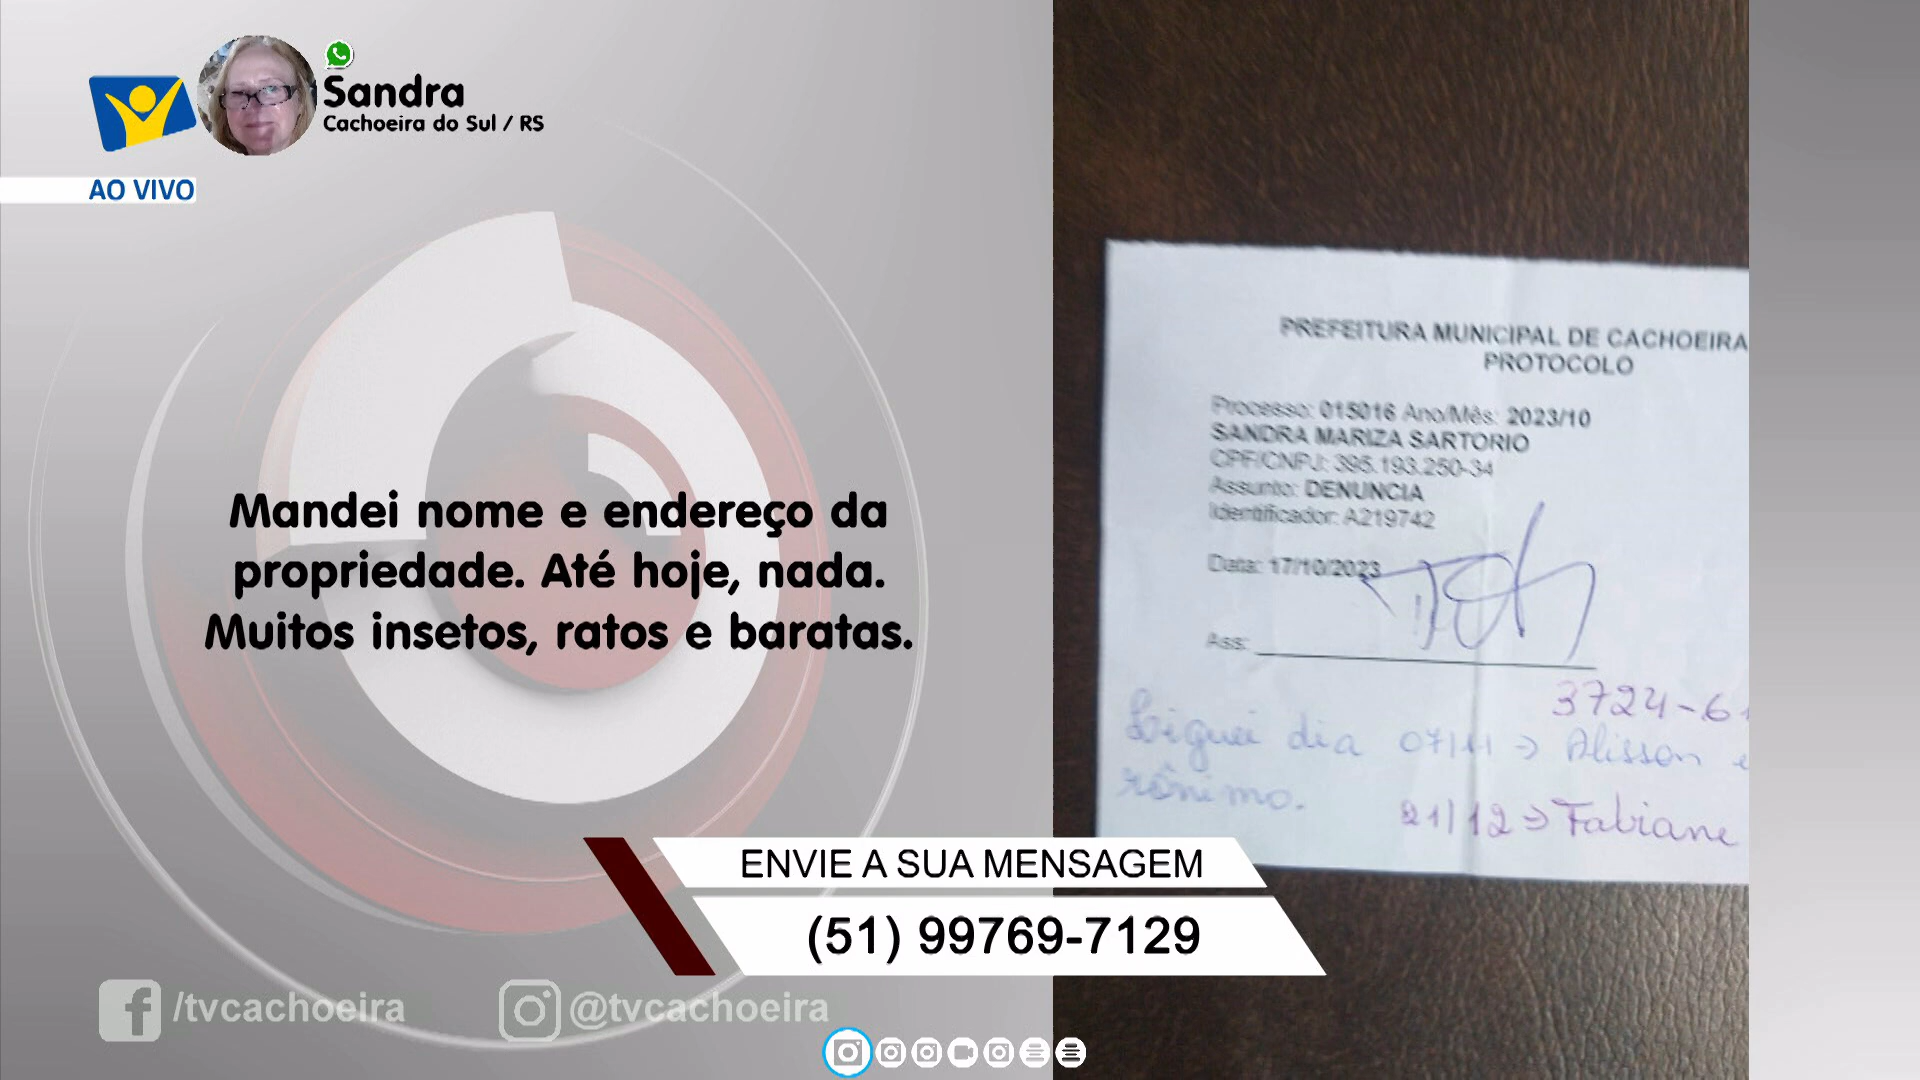 Sandra
Cachoeira do Sul / RS
AO VIVO
Mandei nome e endereço da
propriedade. Até hoje, nada.
Muitos insetos, ratos e baratas.
PREFEITURA MUNICIPAL DE CACHOEIRA
PROTOCOLO
Processo: 015016 Ano/Mês: 2023/10
SANDRA MARIZA SARTORIO
CPF/CNPJ: 395.193.250-34
Assunto: DENUNCIA
Identificador: A219742
Data: 17/10/2023
Ass:
3724-6
Liguei dia 07/11 → Alisson e
rônimo.
21/12 → Fabiane
ENVIE A SUA MENSAGEM
(51) 99769-7129
/tvcachoeira
@tvcachoeira